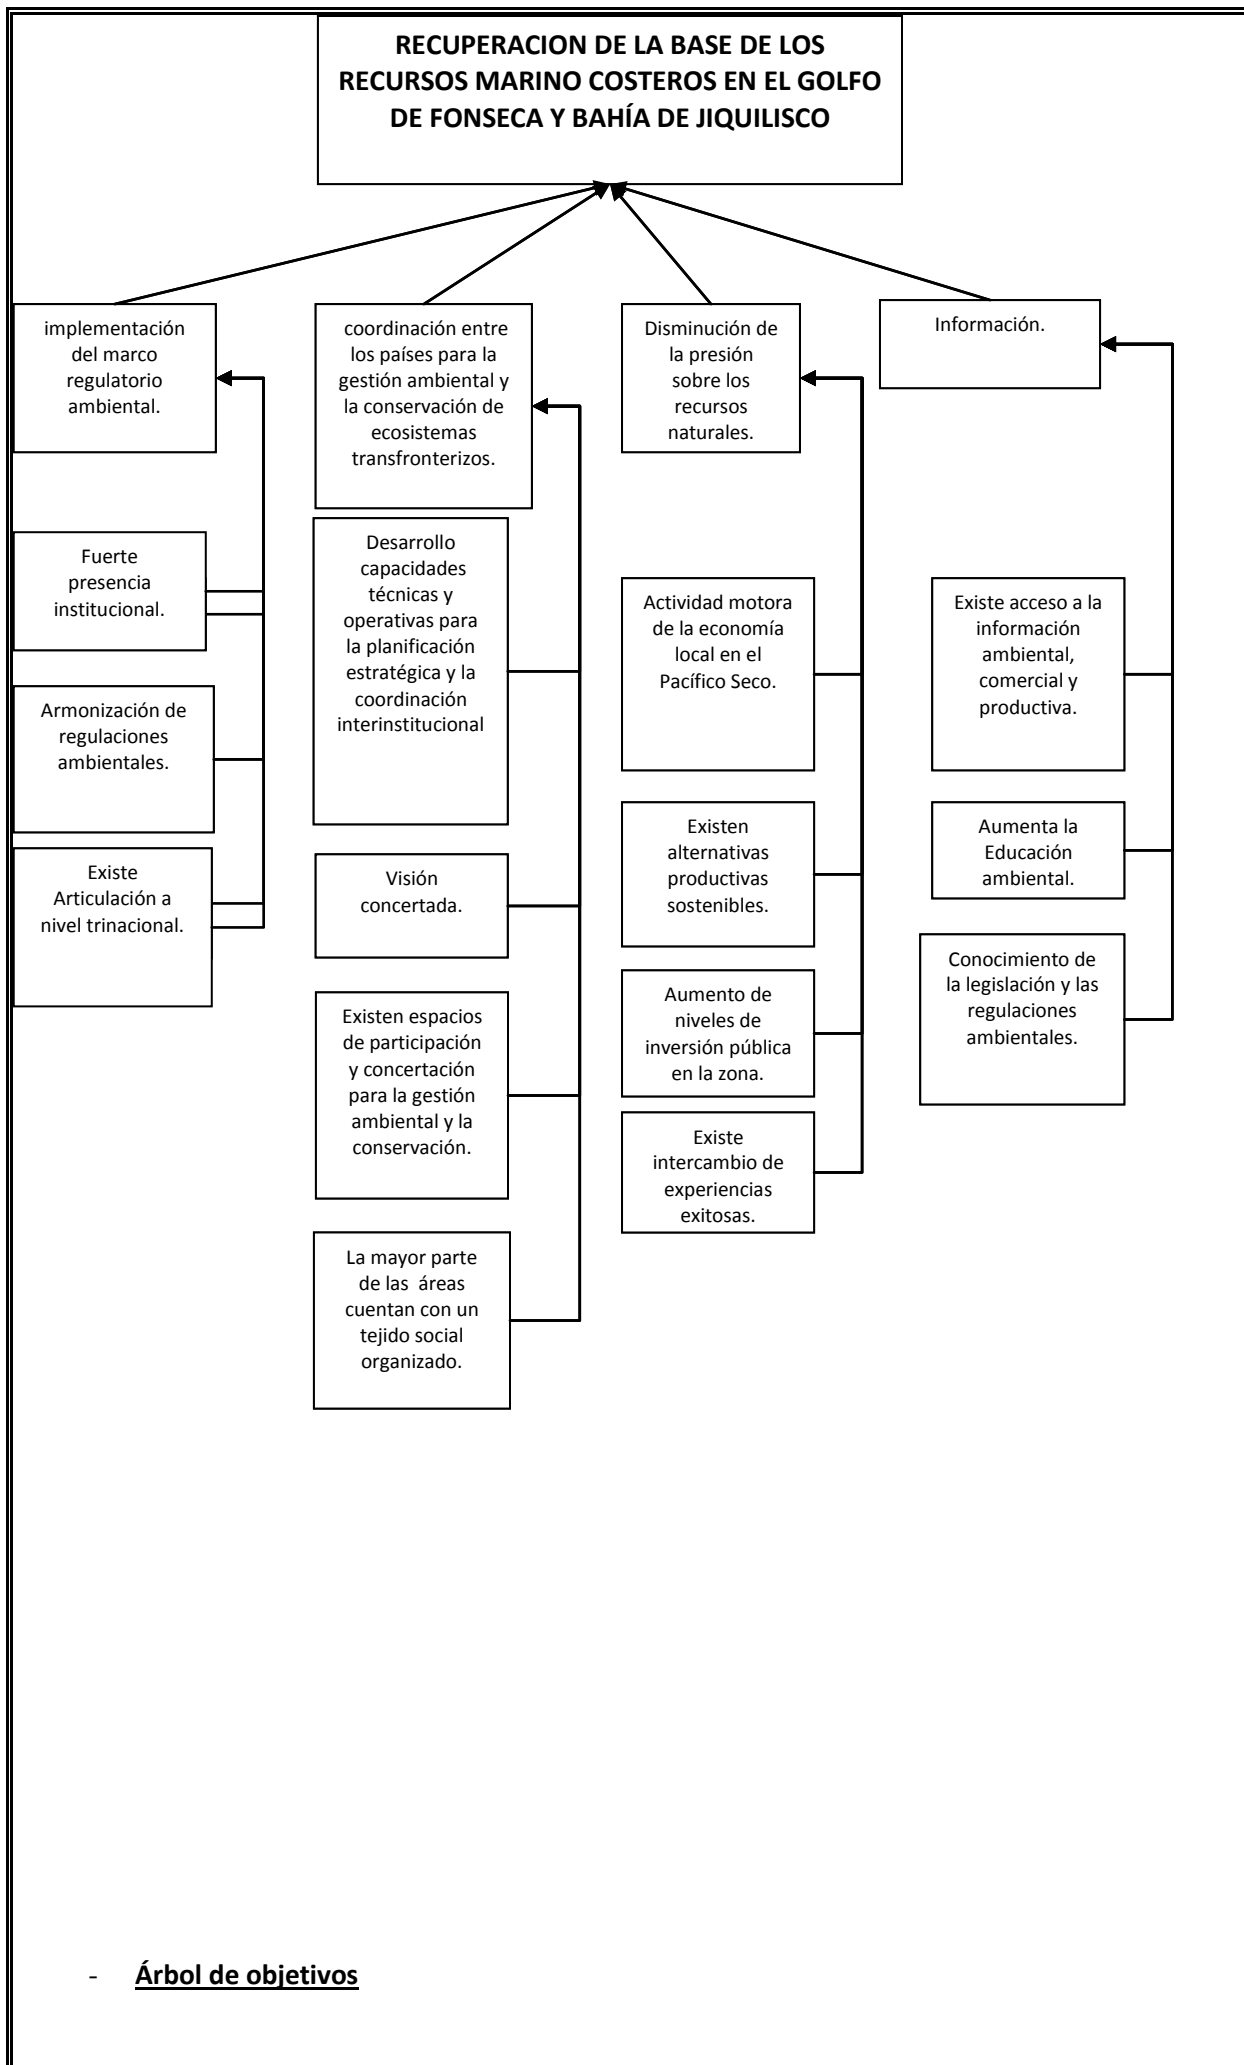 RECUPERACION DE LA BASE DE LOS
RECURSOS MARINO COSTEROS EN EL GOLFO
DE FONSECA Y BAHÍA DE JIQUILISCO
implementación
del marco
regulatorio
ambiental.
coordinación entre
los países para la
gestión ambiental y
la conservación de
ecosistemas
transfronterizos.
Disminución de
la presión
sobre los
recursos
naturales.
Información.
Fuerte
presencia
institucional.
Armonización de
regulaciones
ambientales.
Existe
Articulación a
nivel trinacional.
Desarrollo
capacidades
técnicas y
operativas para
la planificación
estratégica y la
coordinación
interinstitucional
Visión
concertada.
Existen espacios
de participación
y concertación
para la gestión
ambiental y la
conservación.
La mayor parte
de las áreas
cuentan con un
tejido social
organizado.
Actividad motora
de la economía
local en el
Pacífico Seco.
Existen
alternativas
productivas
sostenibles.
Aumento de
niveles de
inversión pública
en la zona.
Existe
intercambio de
experiencias
exitosas.
Existe acceso a la
información
ambiental,
comercial y
productiva.
Aumenta la
Educación
ambiental.
Conocimiento de
la legislación y las
regulaciones
ambientales.
- Árbol de objetivos